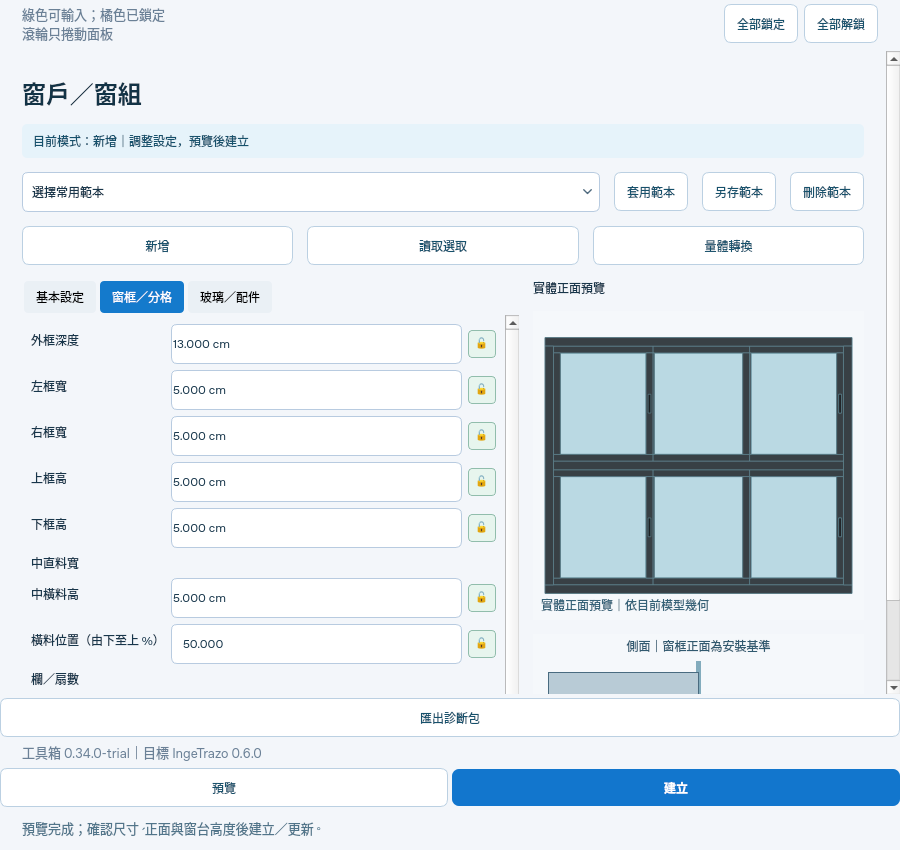 綠色可輸入；橘色已鎖定
滾輪只捲動面板
全部鎖定
全部解鎖
窗戶／窗組
目前模式：新增｜調整設定，預覽後建立
選擇常用範本
套用範本
另存範本
刪除範本
新增
讀取選取
量體轉換
基本設定
窗框／分格
玻璃／配件
實體正面預覽
外框深度
13.000 cm
左框寬
5.000 cm
右框寬
5.000 cm
上框高
5.000 cm
下框高
5.000 cm
中直料寬
中橫料高
5.000 cm
橫料位置（由下至上 %）
50.000
欄／扇數
實體正面預覽｜依目前模型幾何
側面｜窗框正面為安裝基準
匯出診斷包
工具箱 0.34.0-trial｜目標 IngeTrazo 0.6.0
預覽
建立
預覽完成；確認尺寸、正面與窗台高度後建立／更新。